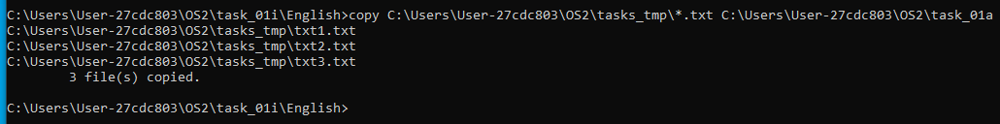 C:\Users\User-27cdc803\OS2\task_01i\English>copy C:\Users\User-27cdc803\OS2\tasks_tmp\*.txt C:\Users\User-27cdc803\OS2\task_01a
C:\Users\User-27cdc803\OS2\tasks_tmp\txt1.txt
C:\Users\User-27cdc803\OS2\tasks_tmp\txt2.txt
C:\Users\User-27cdc803\OS2\tasks_tmp\txt3.txt
        3 file(s) copied.
C:\Users\User-27cdc803\OS2\task_01i\English>